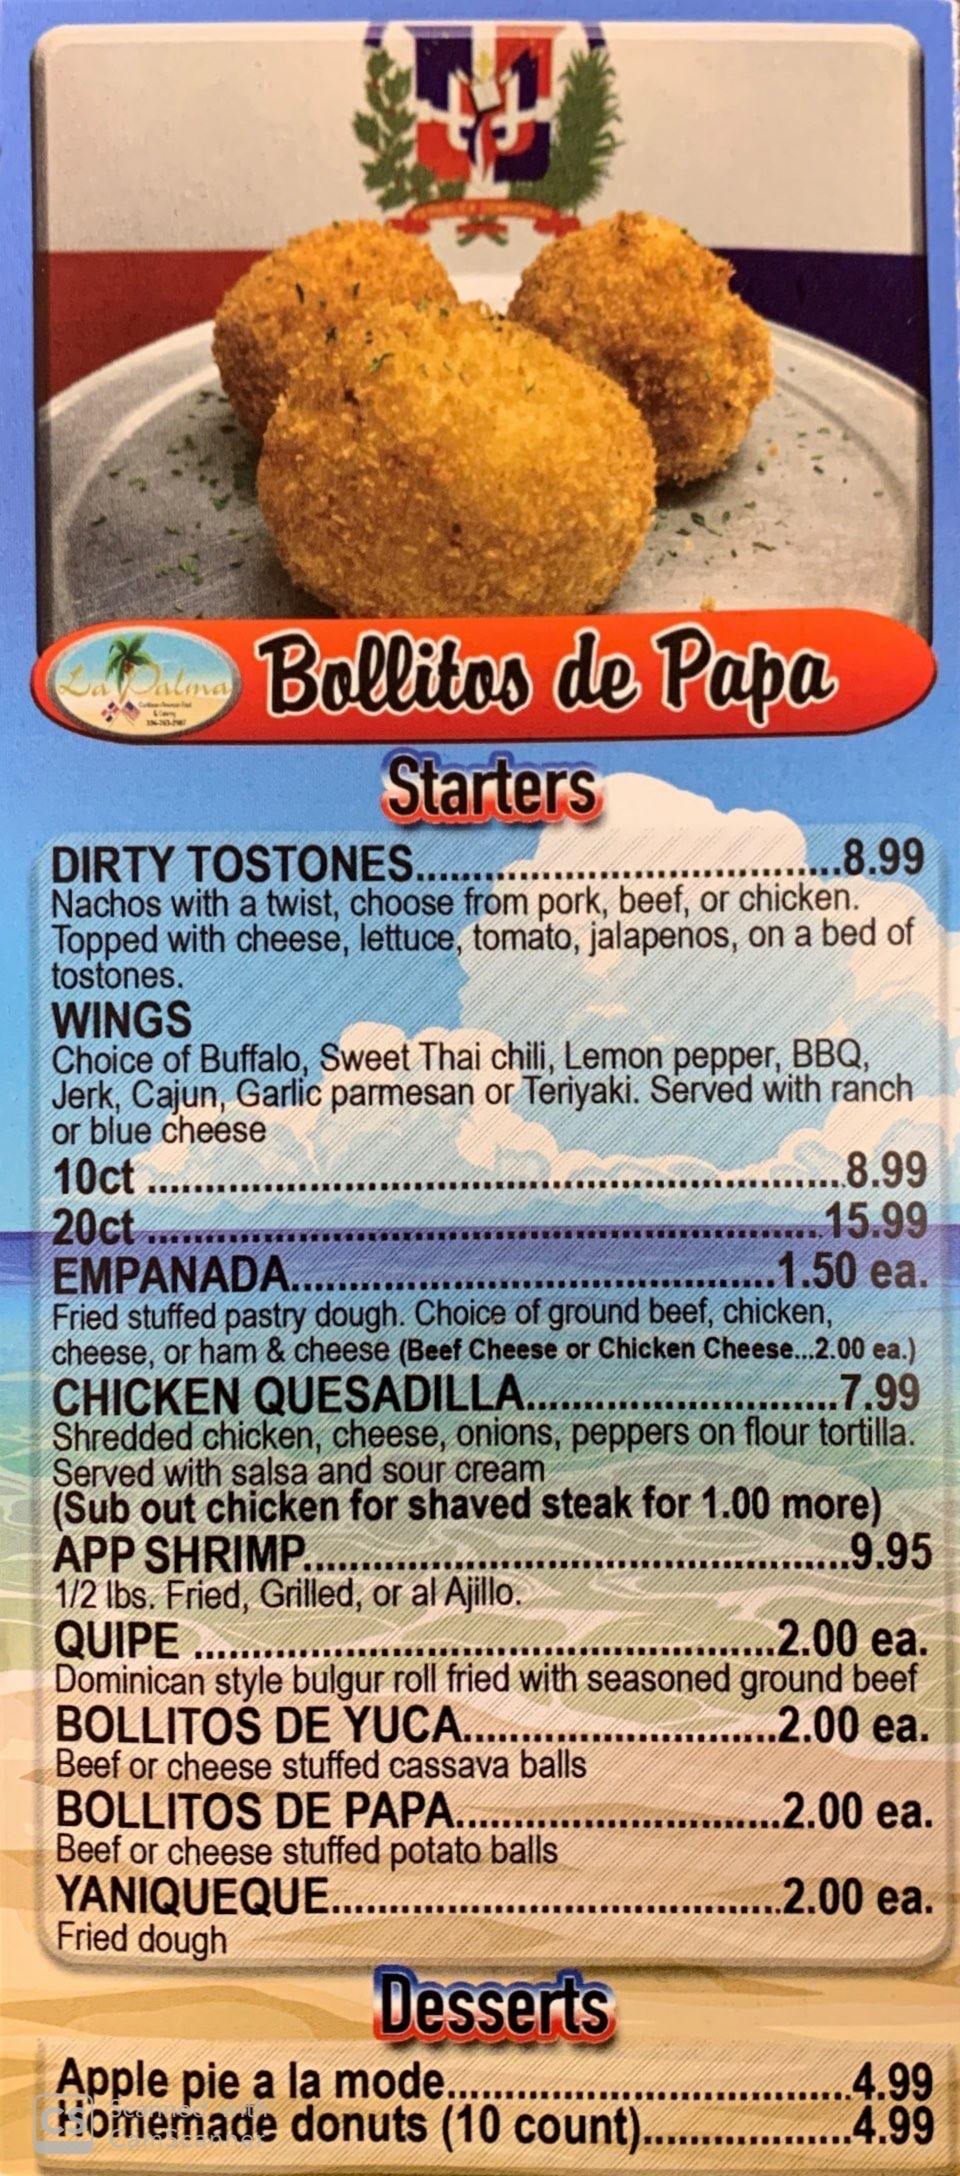 La Palma
Bollitos de Papa
Starters
DIRTY TOSTONES..........8.99
Nachos with a twist, choose from pork, beef, or chicken.
Topped with cheese, lettuce, tomato, jalapenos, on a bed of
tostones.
WINGS
Choice of Buffalo, Sweet Thai chili, Lemon pepper, BBQ,
Jerk, Cajun, Garlic parmesan or Teriyaki. Served with ranch
or blue cheese
10ct ..........8.99
20ct ..........15.99
EMPANADA..........1.50 ea.
Fried stuffed pastry dough. Choice of ground beef, chicken,
cheese, or ham & cheese (Beef Cheese or Chicken Cheese...2.00 ea.)
CHICKEN QUESADILLA..........7.99
Shredded chicken, cheese, onions, peppers on flour tortilla.
Served with salsa and sour cream
(Sub out chicken for shaved steak for 1.00 more)
APP SHRIMP..........9.95
1/2 lbs. Fried, Grilled, or al Ajillo.
QUIPE ..........2.00 ea.
Dominican style bulgur roll fried with seasoned ground beef
BOLLITOS DE YUCA..........2.00 ea.
Beef or cheese stuffed cassava balls
BOLLITOS DE PAPA..........2.00 ea.
Beef or cheese stuffed potato balls
YANIQUEQUE..........2.00 ea.
Fried dough
Desserts
Apple pie a la mode..........4.99
Homemade donuts (10 count)..........4.99
CS Scanned with
CamScanner